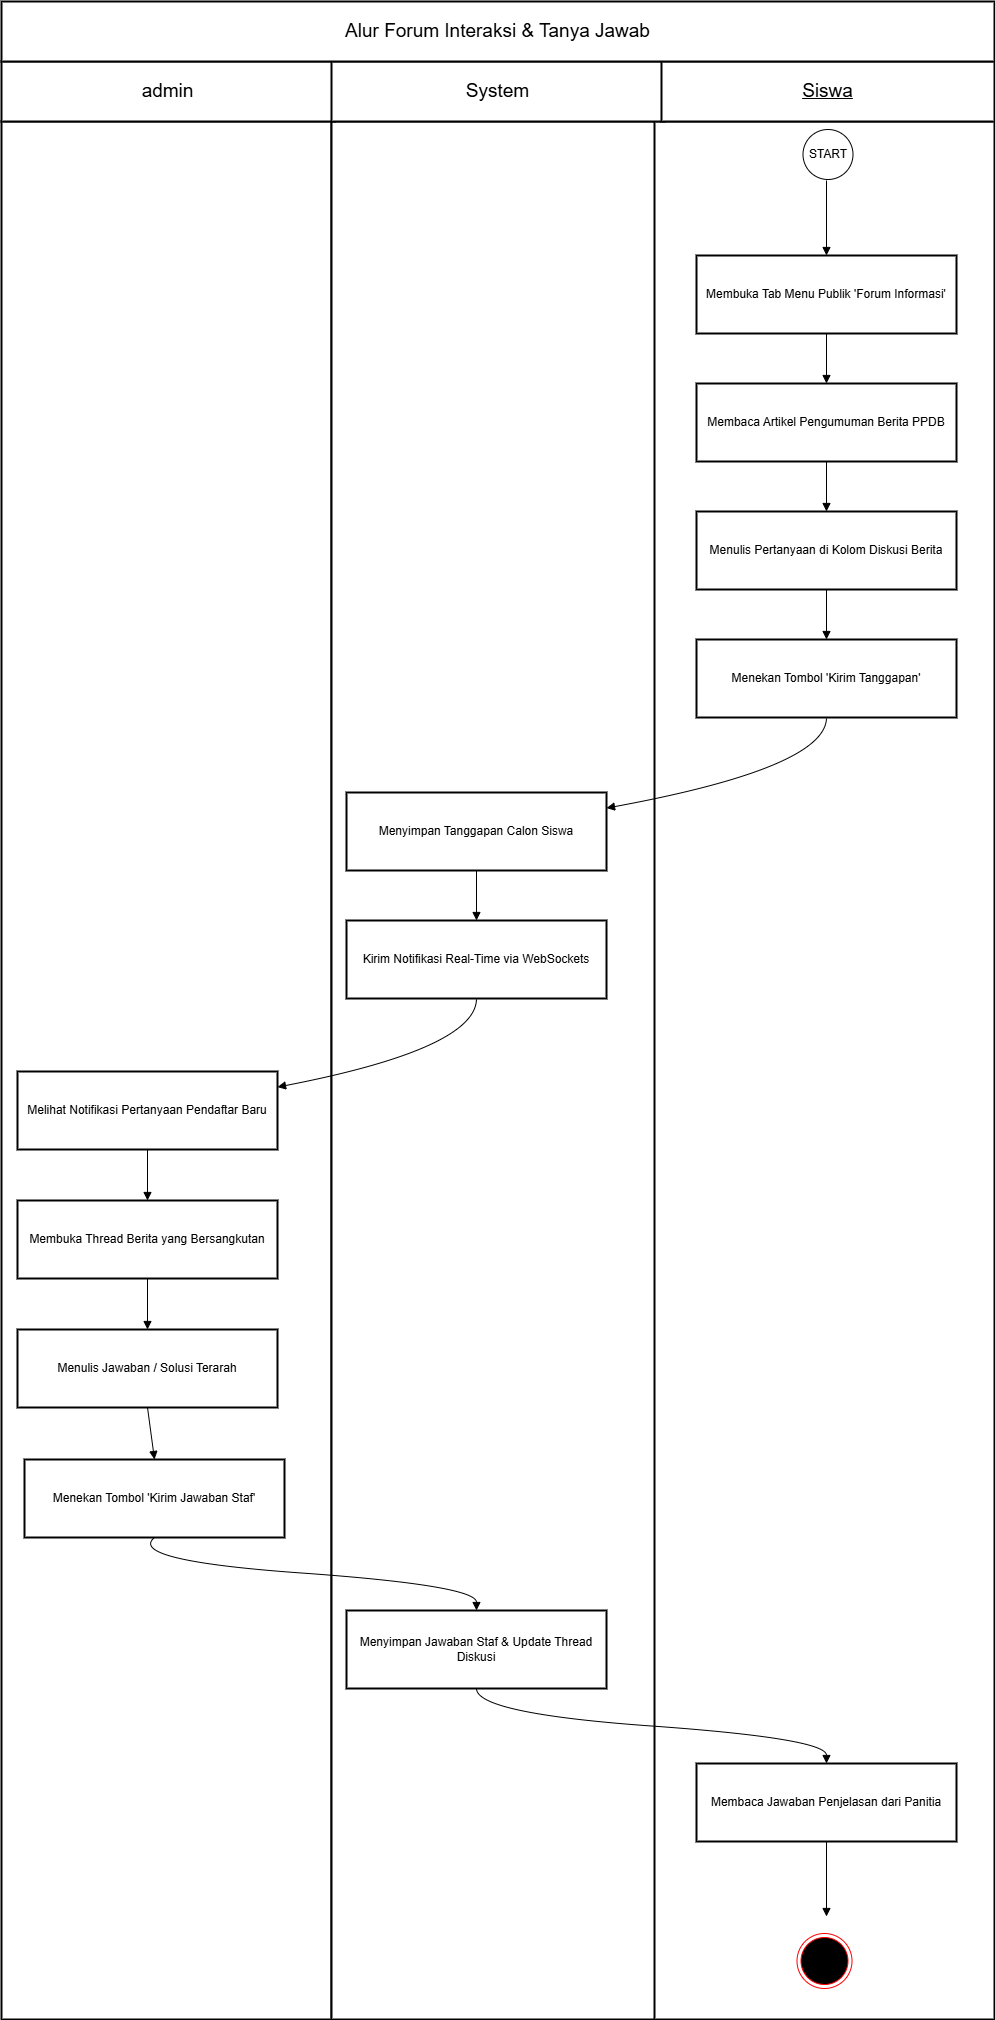 Alur Forum Interaksi & Tanya Jawab
admin
System
Siswa
START
Membuka Tab Menu Publik 'Forum Informasi'
Membaca Artikel Pengumuman Berita PPDB
Menulis Pertanyaan di Kolom Diskusi Berita
Menekan Tombol 'Kirim Tanggapan'
Menyimpan Tanggapan Calon Siswa
Kirim Notifikasi Real-Time via WebSockets
Melihat Notifikasi Pertanyaan Pendaftar Baru
Membuka Thread Berita yang Bersangkutan
Menulis Jawaban / Solusi Terarah
Menekan Tombol 'Kirim Jawaban Staf'
Menyimpan Jawaban Staf & Update Thread
Diskusi
Membaca Jawaban Penjelasan dari Panitia